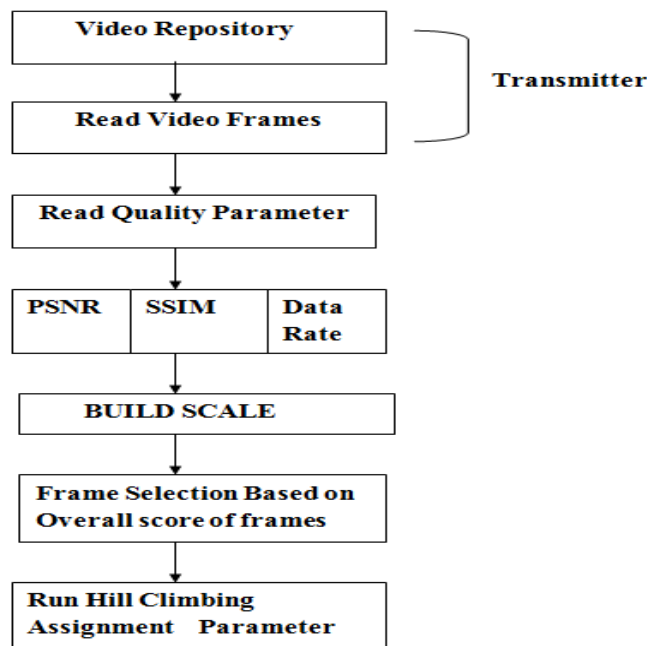 Video Repository
Transmitter
Read Video Frames
Read Quality Parameter
PSNR SSIM Data
Rate
BUILD SCALE
Frame Selection Based on
Overall score of frames
Run Hill Climbing
Assignment Parameter